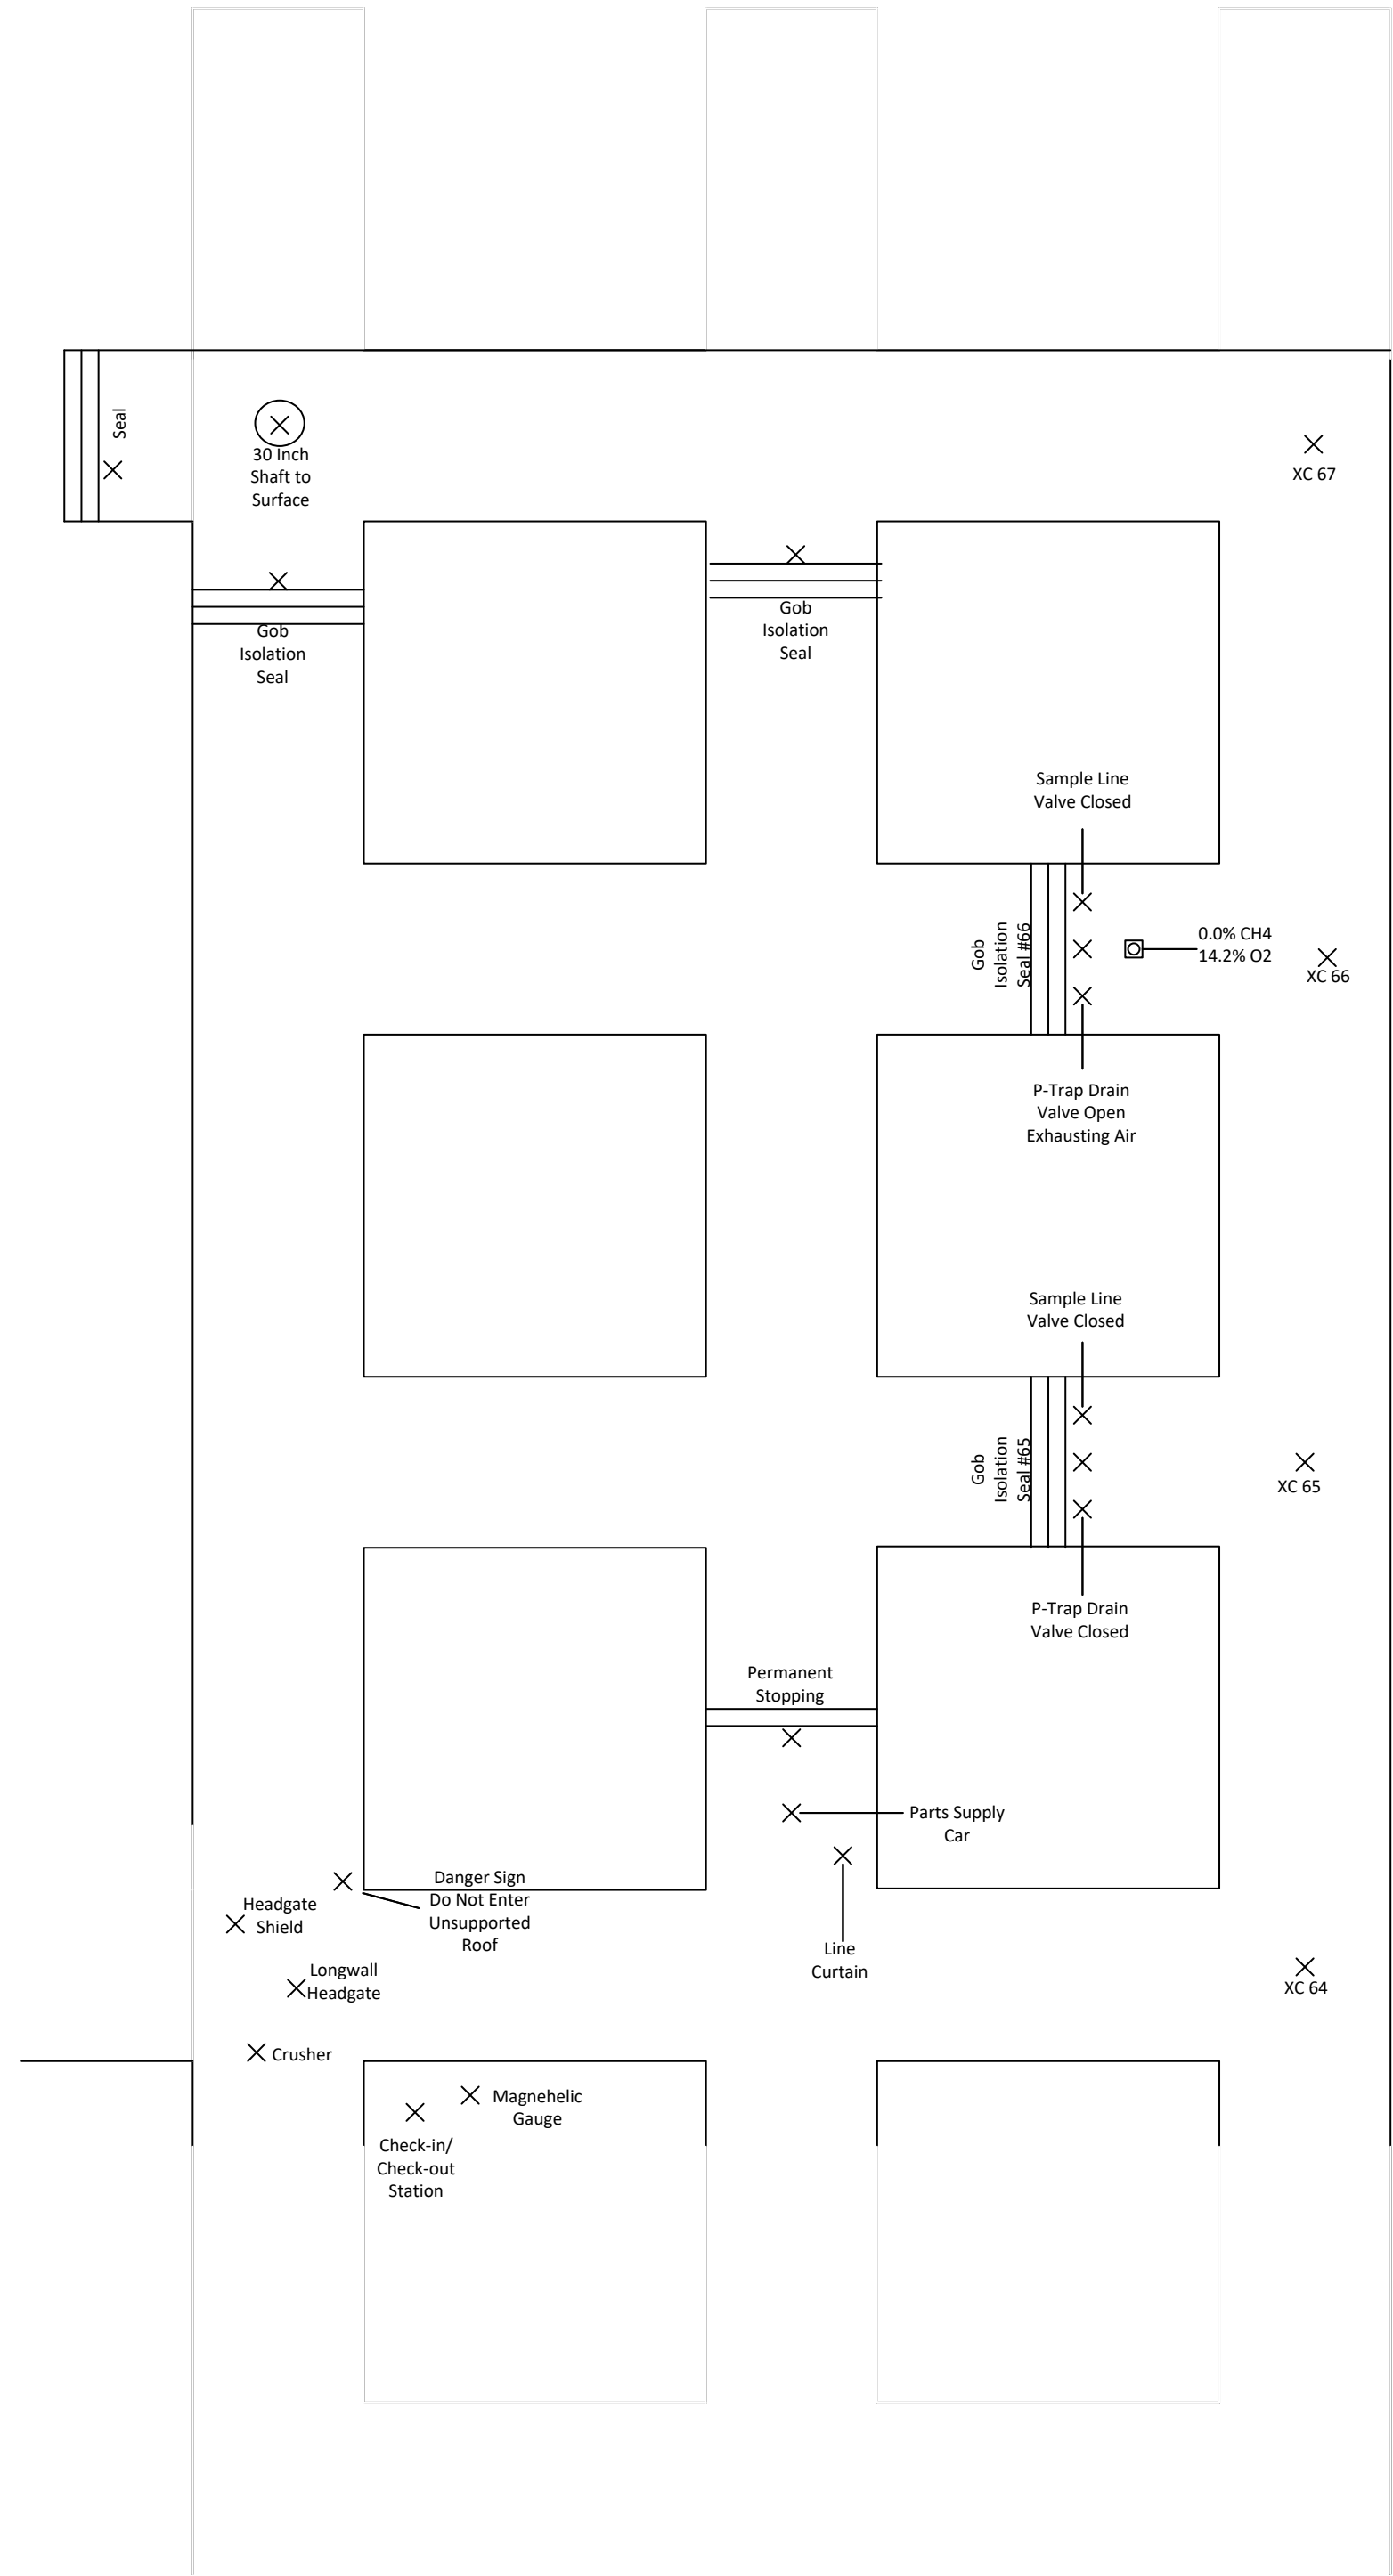 Seal
30 Inch
Shaft to
Surface
XC 67
Gob
Isolation
Seal
Gob
Isolation
Seal
Sample Line
Valve Closed
Gob
Isolation
Seal #66
0.0% CH4
14.2% O2
XC 66
P-Trap Drain
Valve Open
Exhausting Air
Sample Line
Valve Closed
Gob
Isolation
Seal #65
XC 65
P-Trap Drain
Valve Closed
Permanent
Stopping
Parts Supply
Car
Danger Sign
Do Not Enter
Unsupported
Roof
Headgate
Shield
Line
Curtain
Longwall
Headgate
XC 64
Crusher
Magnehelic
Gauge
Check-in/
Check-out
Station